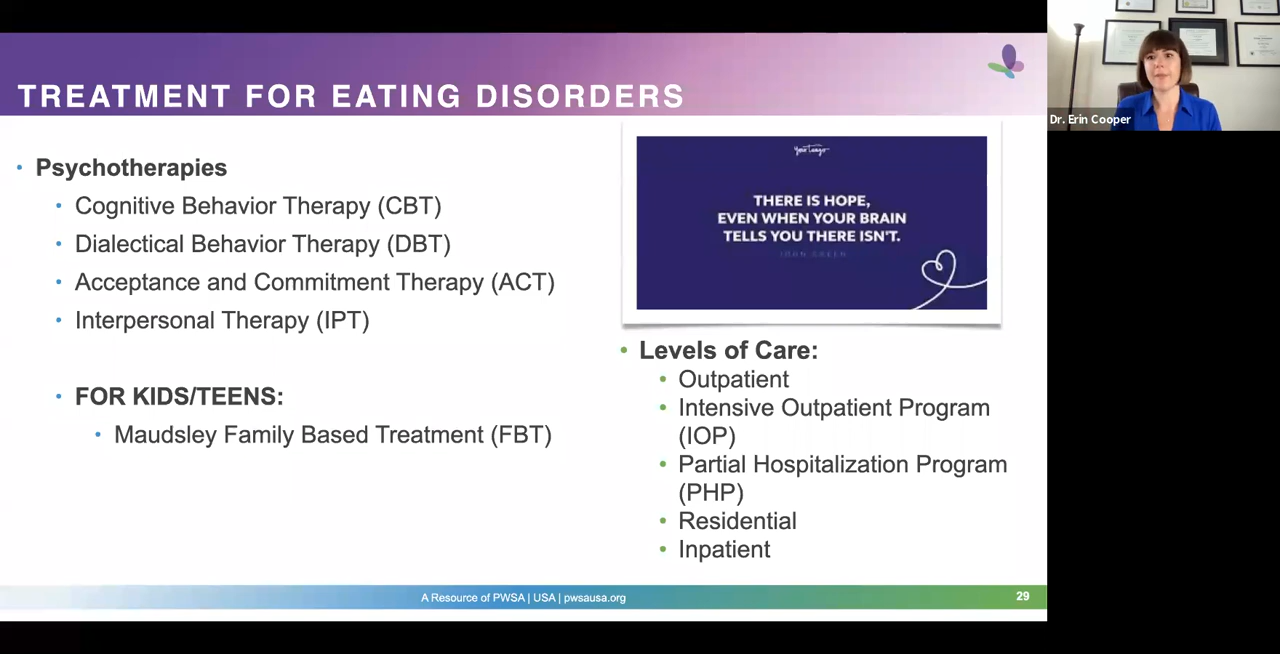 TREATMENT FOR EATING DISORDERS
Psychotherapies
Cognitive Behavior Therapy (CBT)
Dialectical Behavior Therapy (DBT)
Acceptance and Commitment Therapy (ACT)
Interpersonal Therapy (IPT)
FOR KIDS/TEENS:
Maudsley Family Based Treatment (FBT)
THERE IS HOPE,
EVEN WHEN YOUR BRAIN
TELLS YOU THERE ISN'T.
Levels of Care:
Outpatient
Intensive Outpatient Program
(IOP)
Partial Hospitalization Program
(PHP)
Residential
Inpatient
A Resource of PWSA | USA | pwsausa.org
29
Dr. Erin Cooper